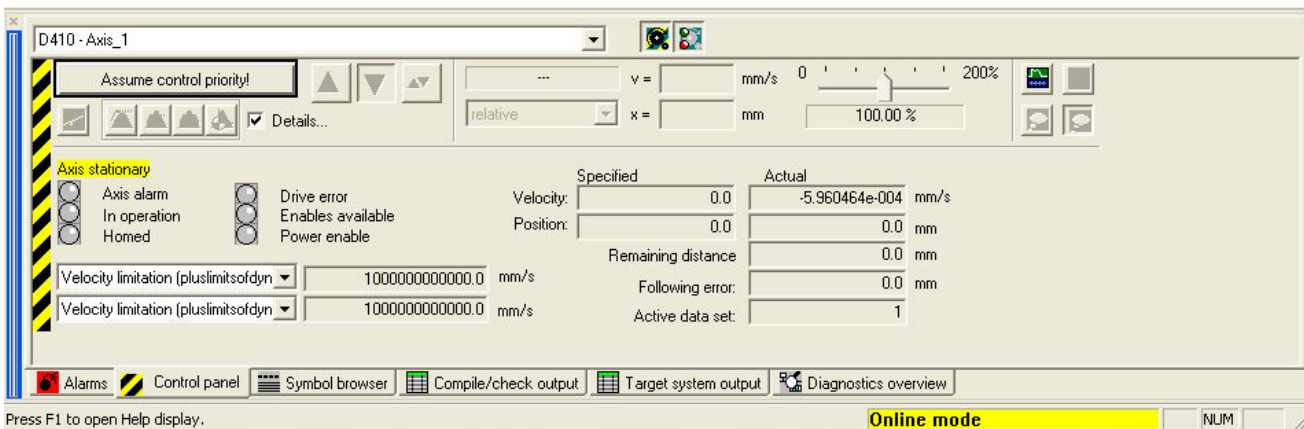 D410 - Axis_1
Assume control priority!
--- v = mm/s 0 200%
Details... relative x = mm 100.00 %
Axis stationary
Specified Actual
Axis alarm Drive error Velocity: 0.0 -5.960464e-004 mm/s
In operation Enables available Position: 0.0 0.0 mm
Homed Power enable
Remaining distance 0.0 mm
Velocity limitation (pluslimitsofdyn 1000000000000.0 mm/s
Following error: 0.0 mm
Velocity limitation (pluslimitsofdyn 1000000000000.0 mm/s
Active data set: 1
Alarms Control panel Symbol browser Compile/check output Target system output Diagnostics overview
Press F1 to open Help display. Online mode NUM